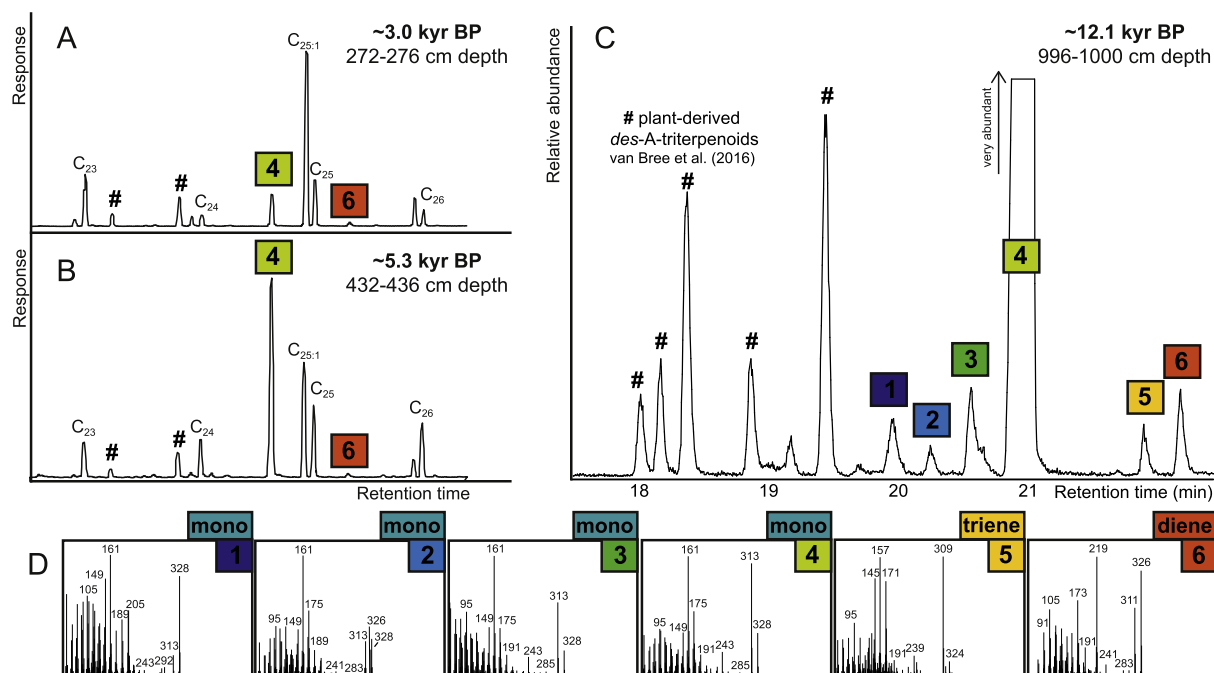 A
Response
~3.0 kyr BP
272-276 cm depth
C23
#
#
C24
4
C25:1
C25
6
C26
B
Response
~5.3 kyr BP
432-436 cm depth
C23
#
#
C24
4
C25:1
C25
6
C26
Retention time
C
Relative abundance
~12.1 kyr BP
996-1000 cm depth
# plant-derived
des-A-triterpenoids
van Bree et al. (2016)
very abundant
#
#
#
#
#
1
2
3
4
5
6
18 19 20 21 Retention time (min)
D
mono
1
161
328
149
105
205
189
313
243
292
mono
2
161
175
95
149
326
313
328
189
241
283
mono
3
161
313
95
149
175
328
191
243
285
mono
4
161
313
175
95
149
328
191
243
285
triene
5
157
309
145
171
95
191
239
324
diene
6
219
326
105
173
311
91
191
241
283